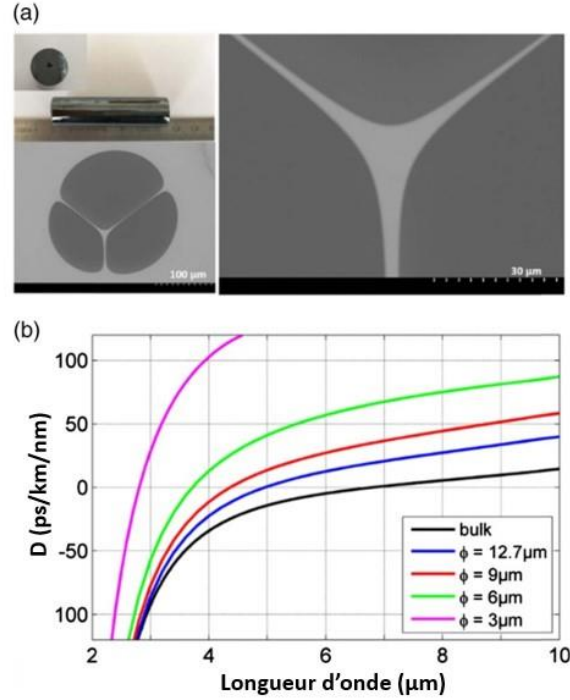 (a)
100 µm
30 µm
(b)
D (ps/km/nm)
100
50
0
-50
100
2
4
6
8
10
bulk
ϕ = 12.7µm
ϕ = 9µm
ϕ = 6µm
ϕ = 3µm
Longueur d’onde (µm)